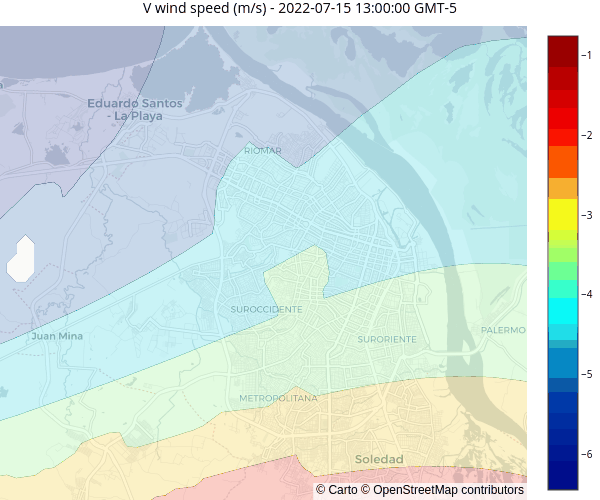 V wind speed (m/s) - 2022-07-15 13:00:00 GMT-5
Eduardo Santos
- La Playa
RIOMAR
SUROCCIDENTE
Juan Mina
SURORIENTE
PALERMO
METROPOLITANA
Soledad
−1
−2
−3
−4
−5
−6
© Carto © OpenStreetMap contributors